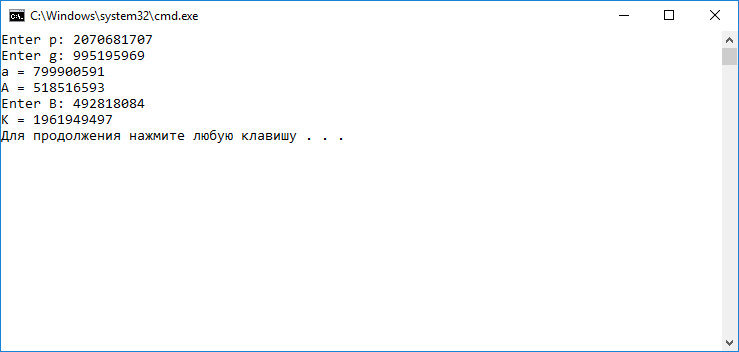 C:\Windows\system32\cmd.exe
Enter p: 2070681707
Enter g: 995195969
a = 799900591
A = 518516593
Enter B: 492818084
K = 1961949497
Для продолжения нажмите любую клавишу . . .